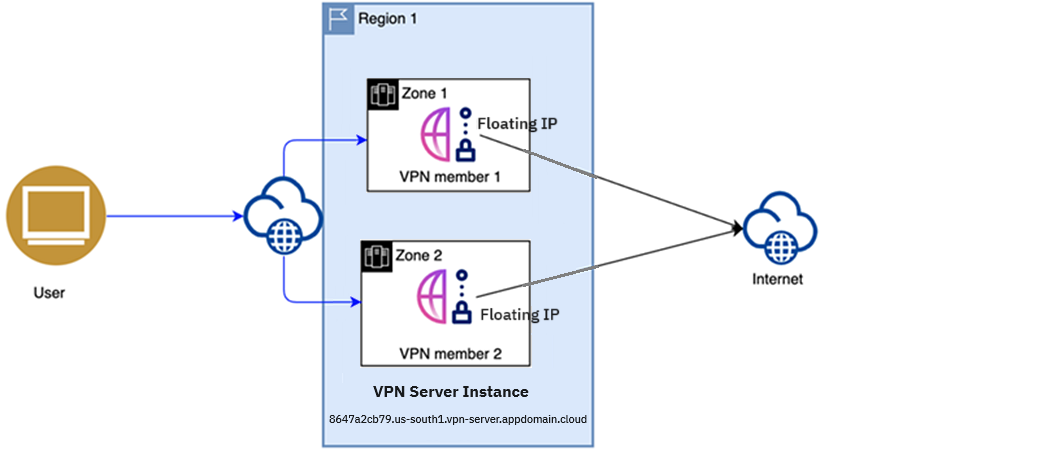 Region 1
Zone 1
Floating IP
VPN member 1
User
Zone 2
Floating IP
VPN member 2
Internet
VPN Server Instance
8647a2cb79.us-south1.vpn-server.appdomain.cloud